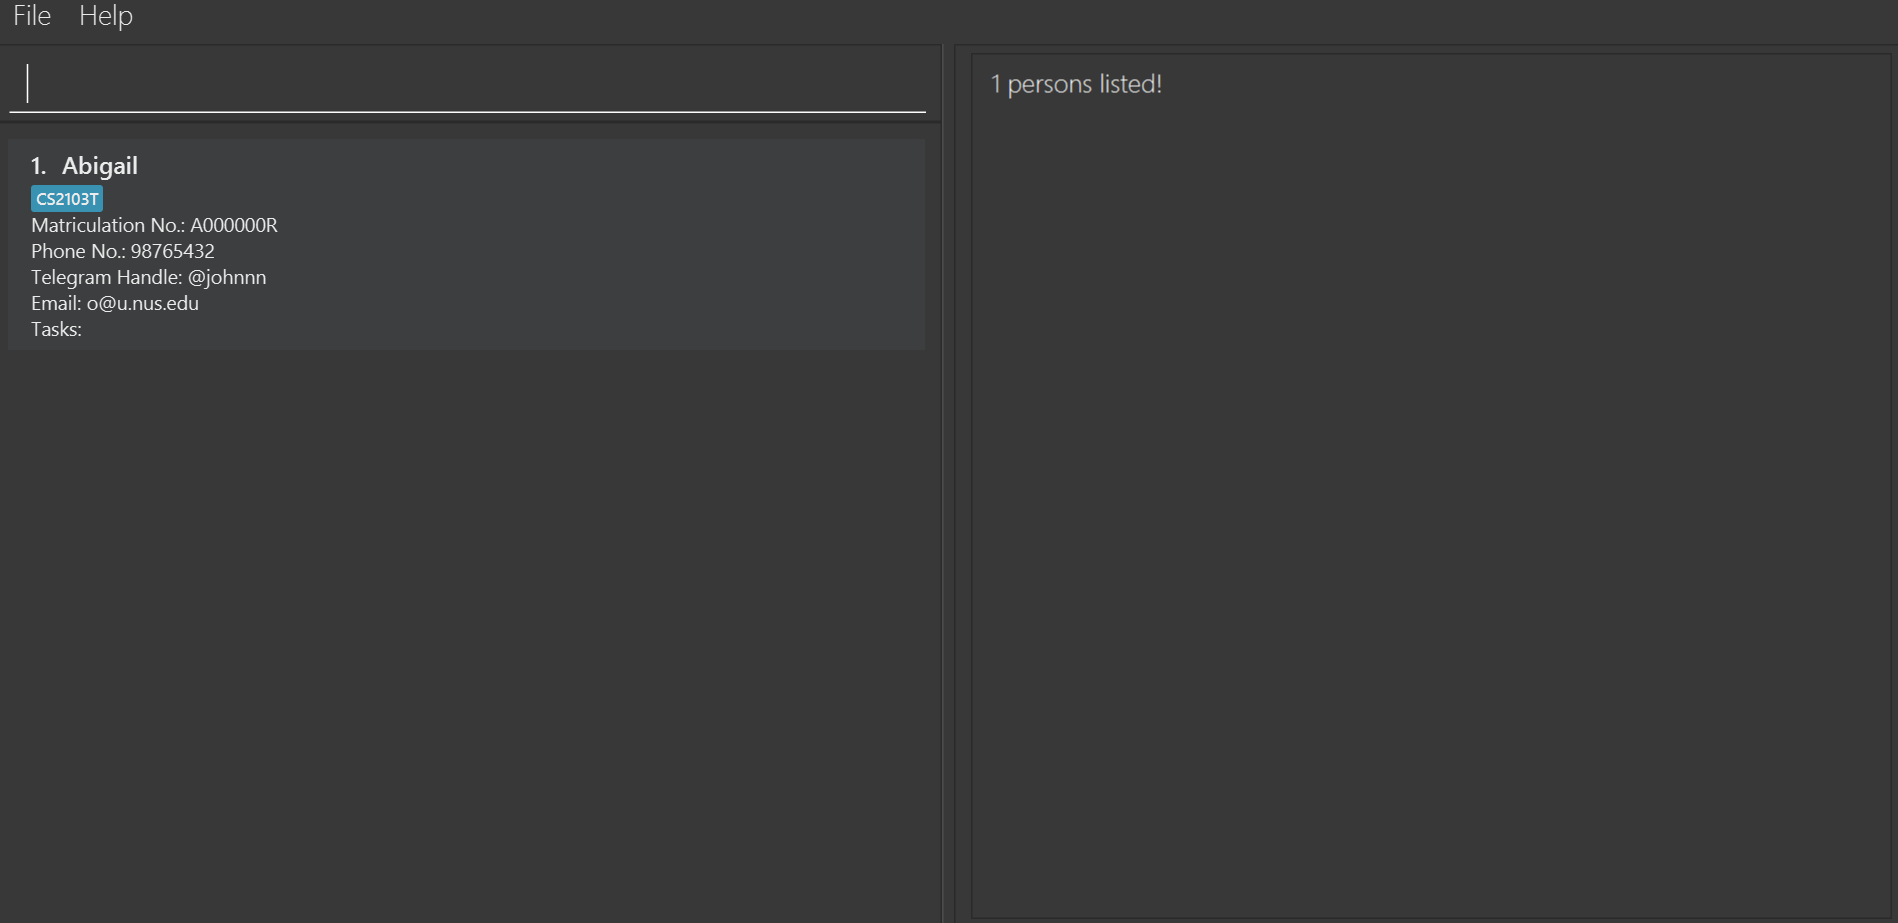 File Help
1. Abigail
CS2103T
Matriculation No.: A000000R
Phone No.: 98765432
Telegram Handle: @johnnn
Email: o@u.nus.edu
Tasks:
1 persons listed!